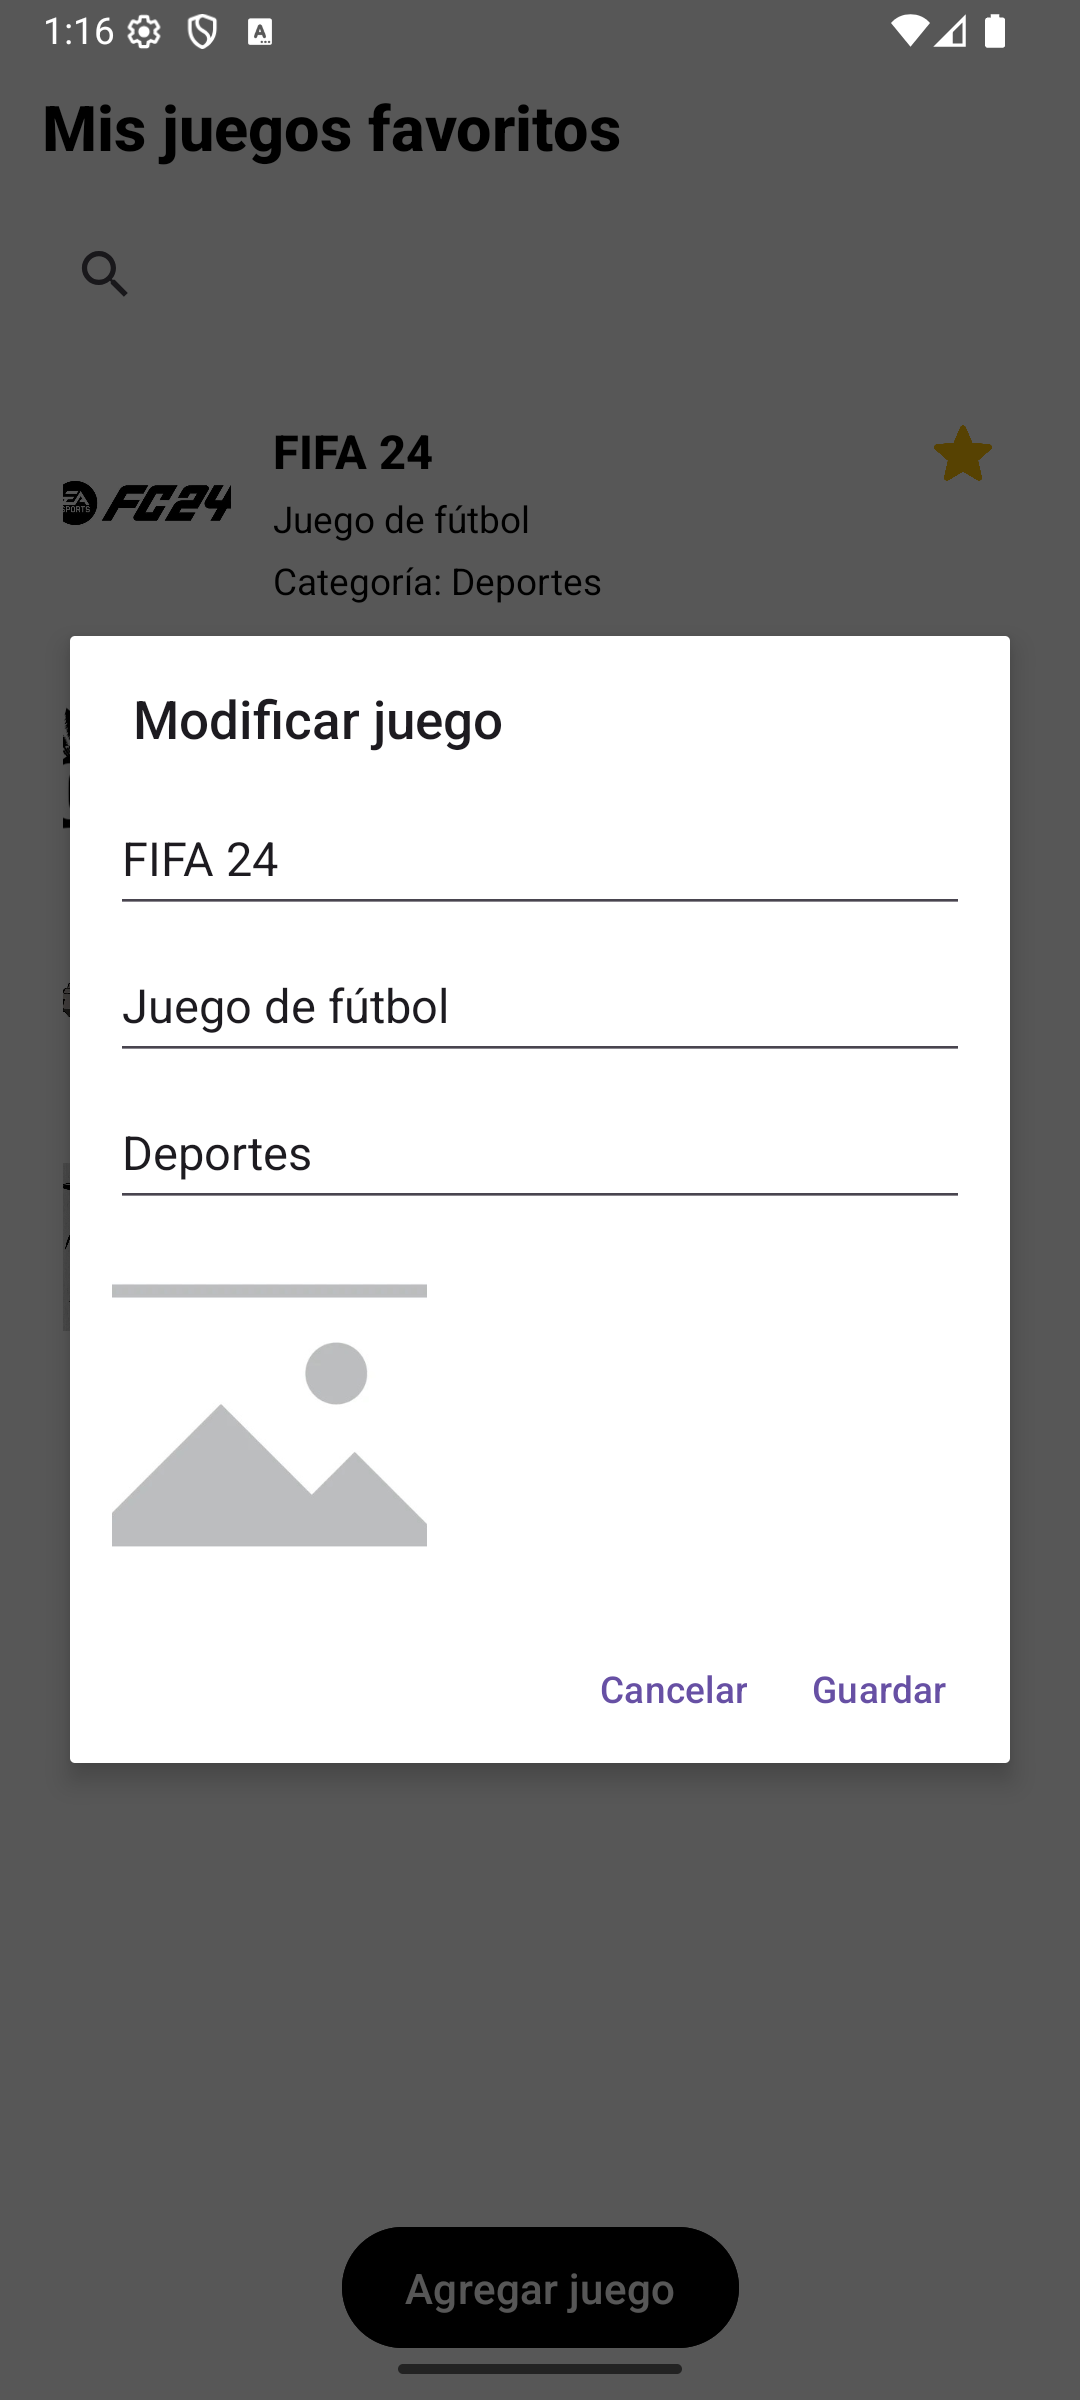 1:16
Mis juegos favoritos
FIFA 24
EA SPORTS FC24
Juego de fútbol
Categoría: Deportes
Modificar juego
FIFA 24
Juego de fútbol
Deportes
Cancelar Guardar
Agregar juego